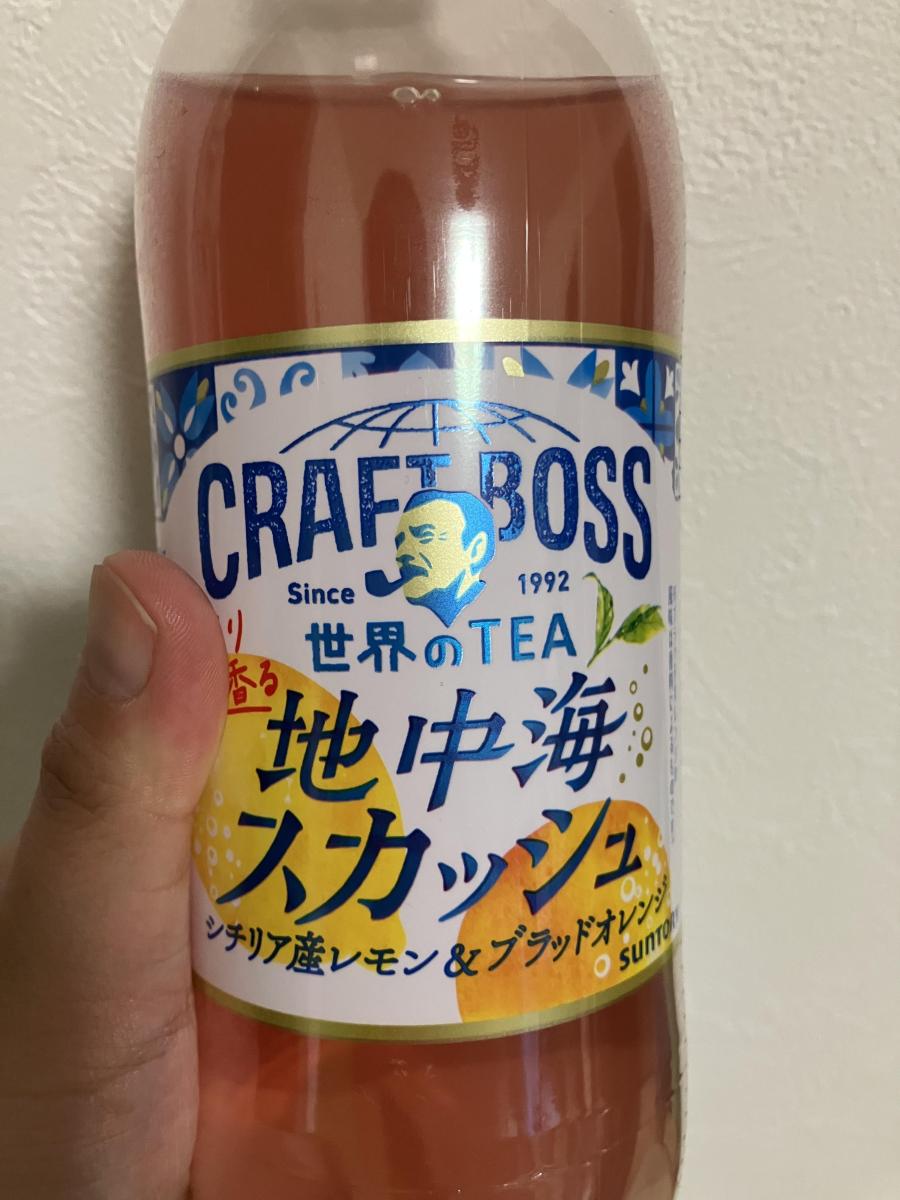 CRAFT BOSS
Since 1992
世界のTEA
香る
地中海
スカッシュ
シチリア産レモン&ブラッドオレンジ